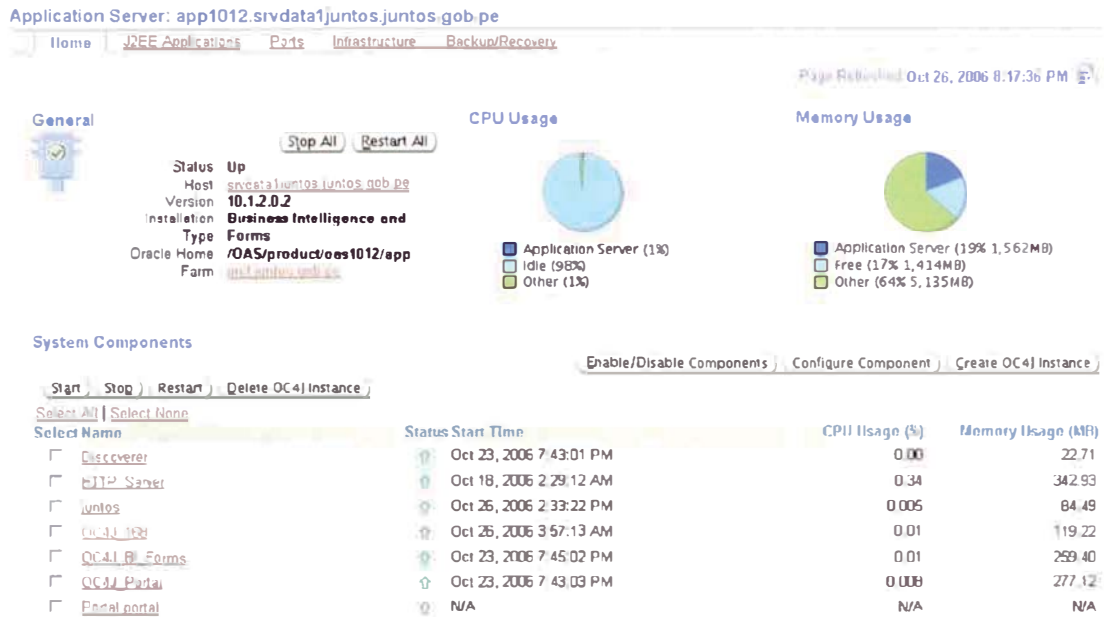 Application Server: app1012.srvdata1juntos.juntos.gob.pe
Home J2EE Applications Ports Infrastructure Backup/Recovery
Page Refreshed Oct 26, 2006 8:17:36 PM
General
Stop All Restart All
Status Up
Host srvdata1juntos.juntos.gob.pe
Version 10.1.2.0.2
Installation Business Intelligence and
Type Forms
Oracle Home /OAS/product/oas1012/app
Farm
CPU Usage
Application Server (1%)
Idle (98%)
Other (1%)
Memory Usage
Application Server (19% 1,562MB)
Free (17% 1,414MB)
Other (64% 5,135MB)
System Components
Enable/Disable Components Configure Component Create OC4J Instance
Start Stop Restart Delete OC4J Instance
Select All | Select None
Select Name Status Start Time CPU Usage (%) Memory Usage (MB)
Discoverer Oct 23, 2006 7:43:01 PM 0.00 22.71
HTTP_Server Oct 18, 2006 2:29:12 AM 0.34 342.93
juntos Oct 26, 2006 2:33:22 PM 0.005 84.49
Oct 26, 2006 3:57:13 AM 0.01 119.22
OC4J_BI_Forms Oct 23, 2006 7:45:02 PM 0.01 259.40
OC4J_Portal Oct 23, 2006 7:43:03 PM 0.008 277.12
Portal:portal N/A N/A N/A